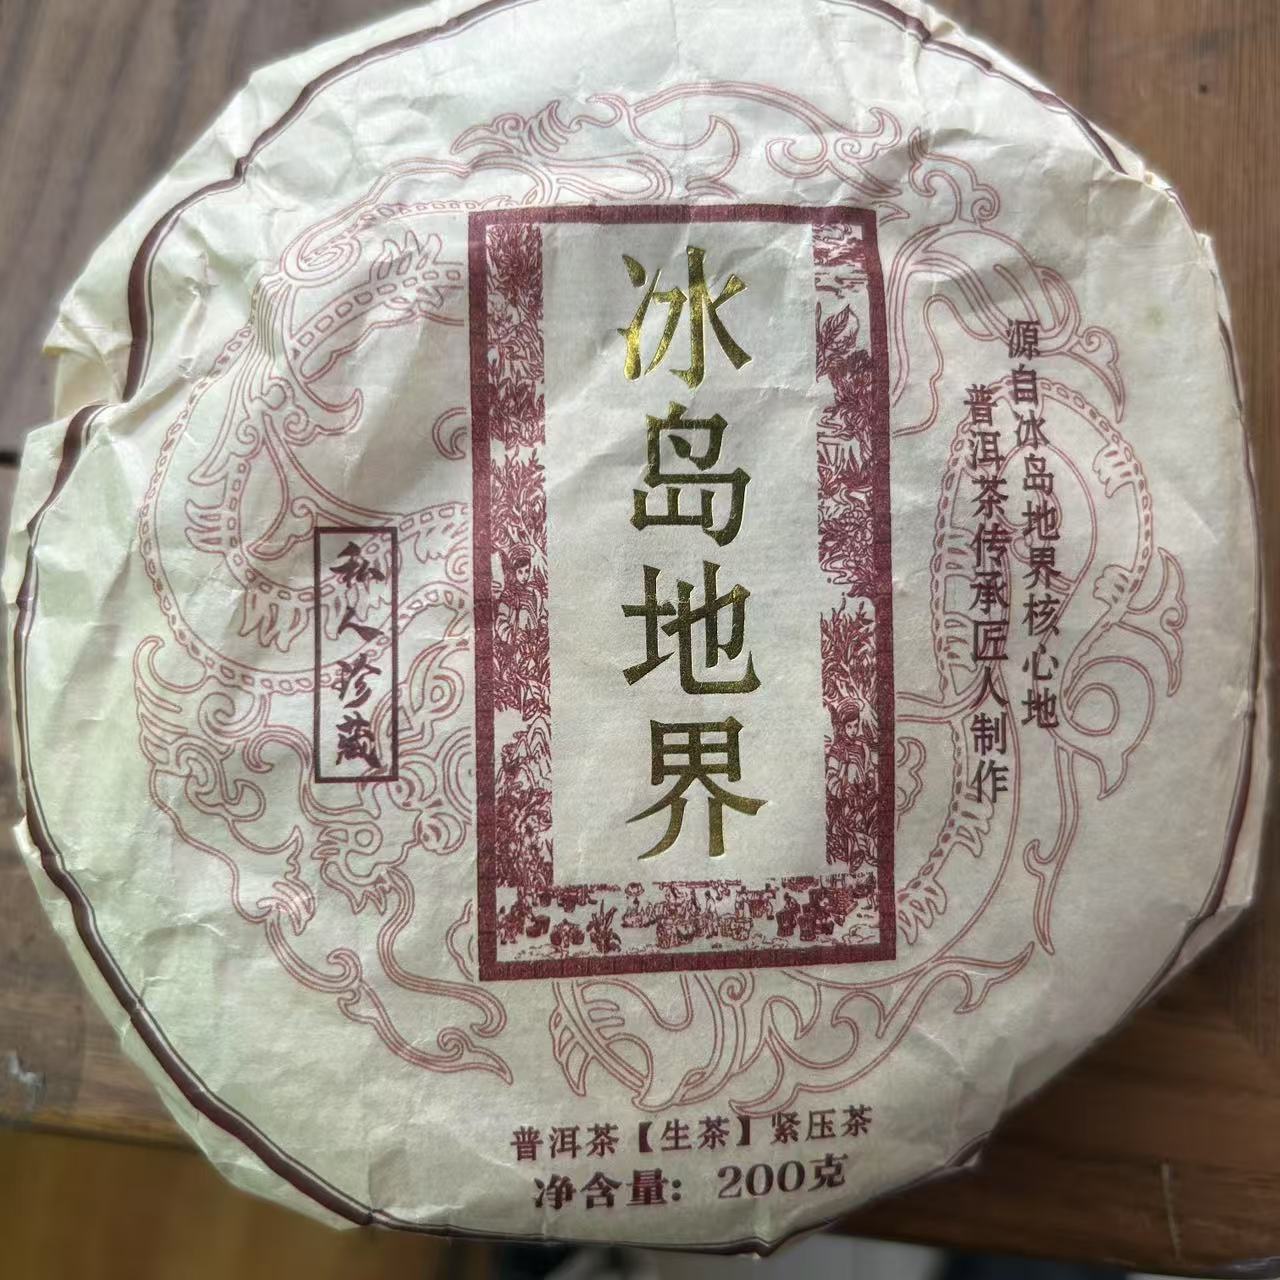 冰岛地界
源自冰岛地界核心地
普洱茶传承匠人制作
私人珍藏
普洱茶【生茶】紧压茶
净含量：200克